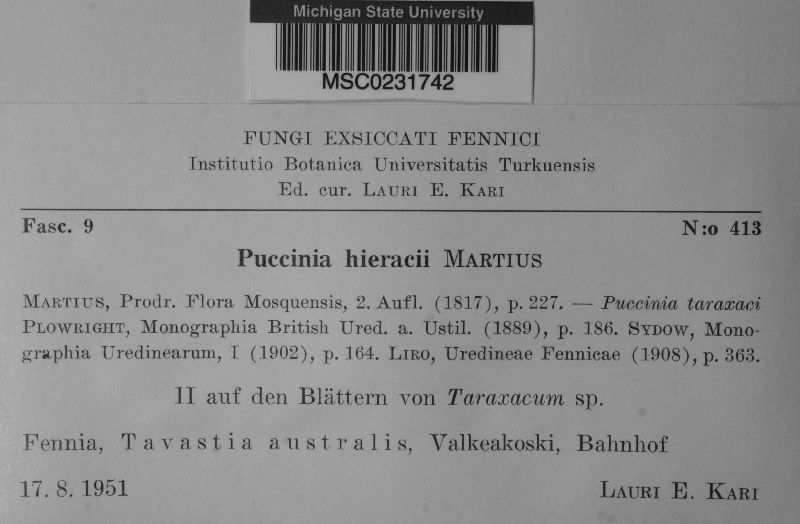 Michigan State University
MSC0231742
FUNGI EXSICCATI FENNICI
Institutio Botanica Universitatis Turkuensis
Ed. cur. LAURI E. KARI
Fasc. 9 N:o 413
Puccinia hieracii MARTIUS
MARTIUS, Prodr. Flora Mosquensis, 2. Aufl. (1817), p. 227. — Puccinia taraxaci
PLOWRIGHT, Monographia British Ured. a. Ustil. (1889), p. 186. SYDOW, Mono-
graphia Uredinearum, I (1902), p. 164. LIRO, Uredineae Fennicae (1908), p. 363.
II auf den Blättern von Taraxacum sp.
Fennia, Tavastia australis, Valkeakoski, Bahnhof
17. 8. 1951 LAURI E. KARI